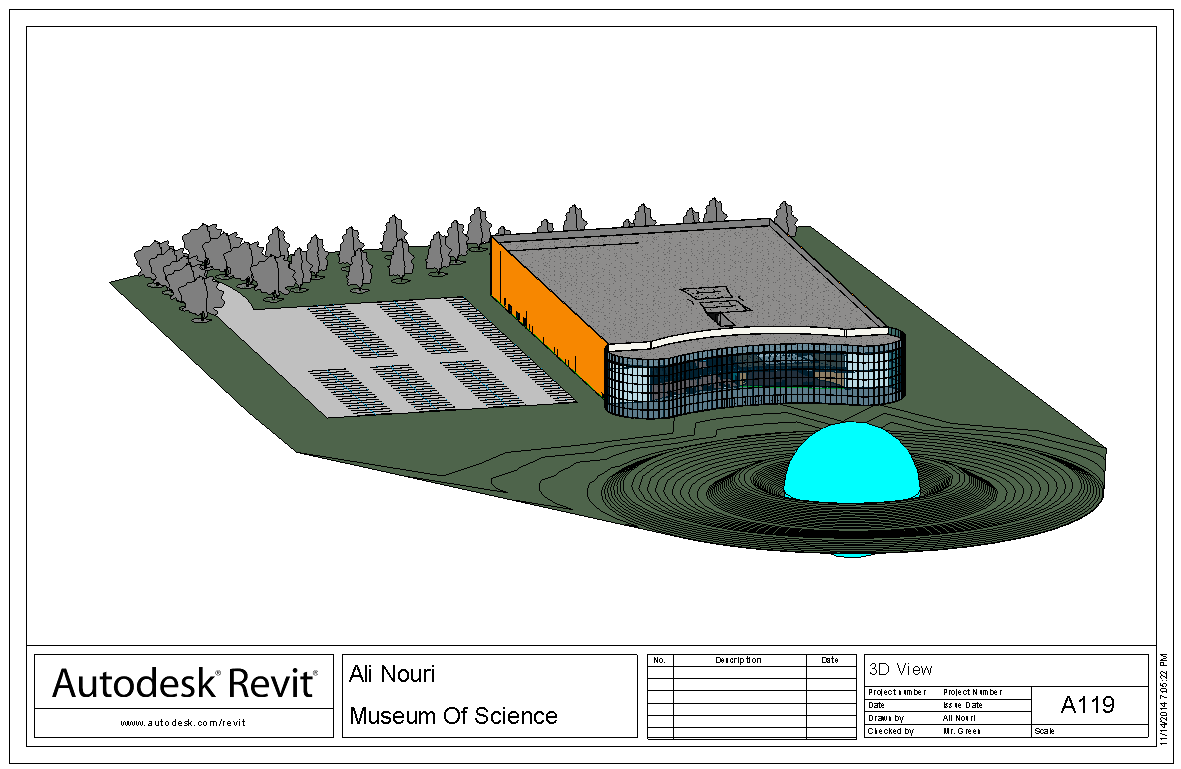 Autodesk® Revit®
www.autodesk.com/revit
Ali Nouri
Museum Of Science
No. Description Date
3D View
Project number Project Number
Date Issue Date
Drawn by Ali Nouri
Checked by Mr. Green
A119
Scale
11/14/2014 7:05:22 PM